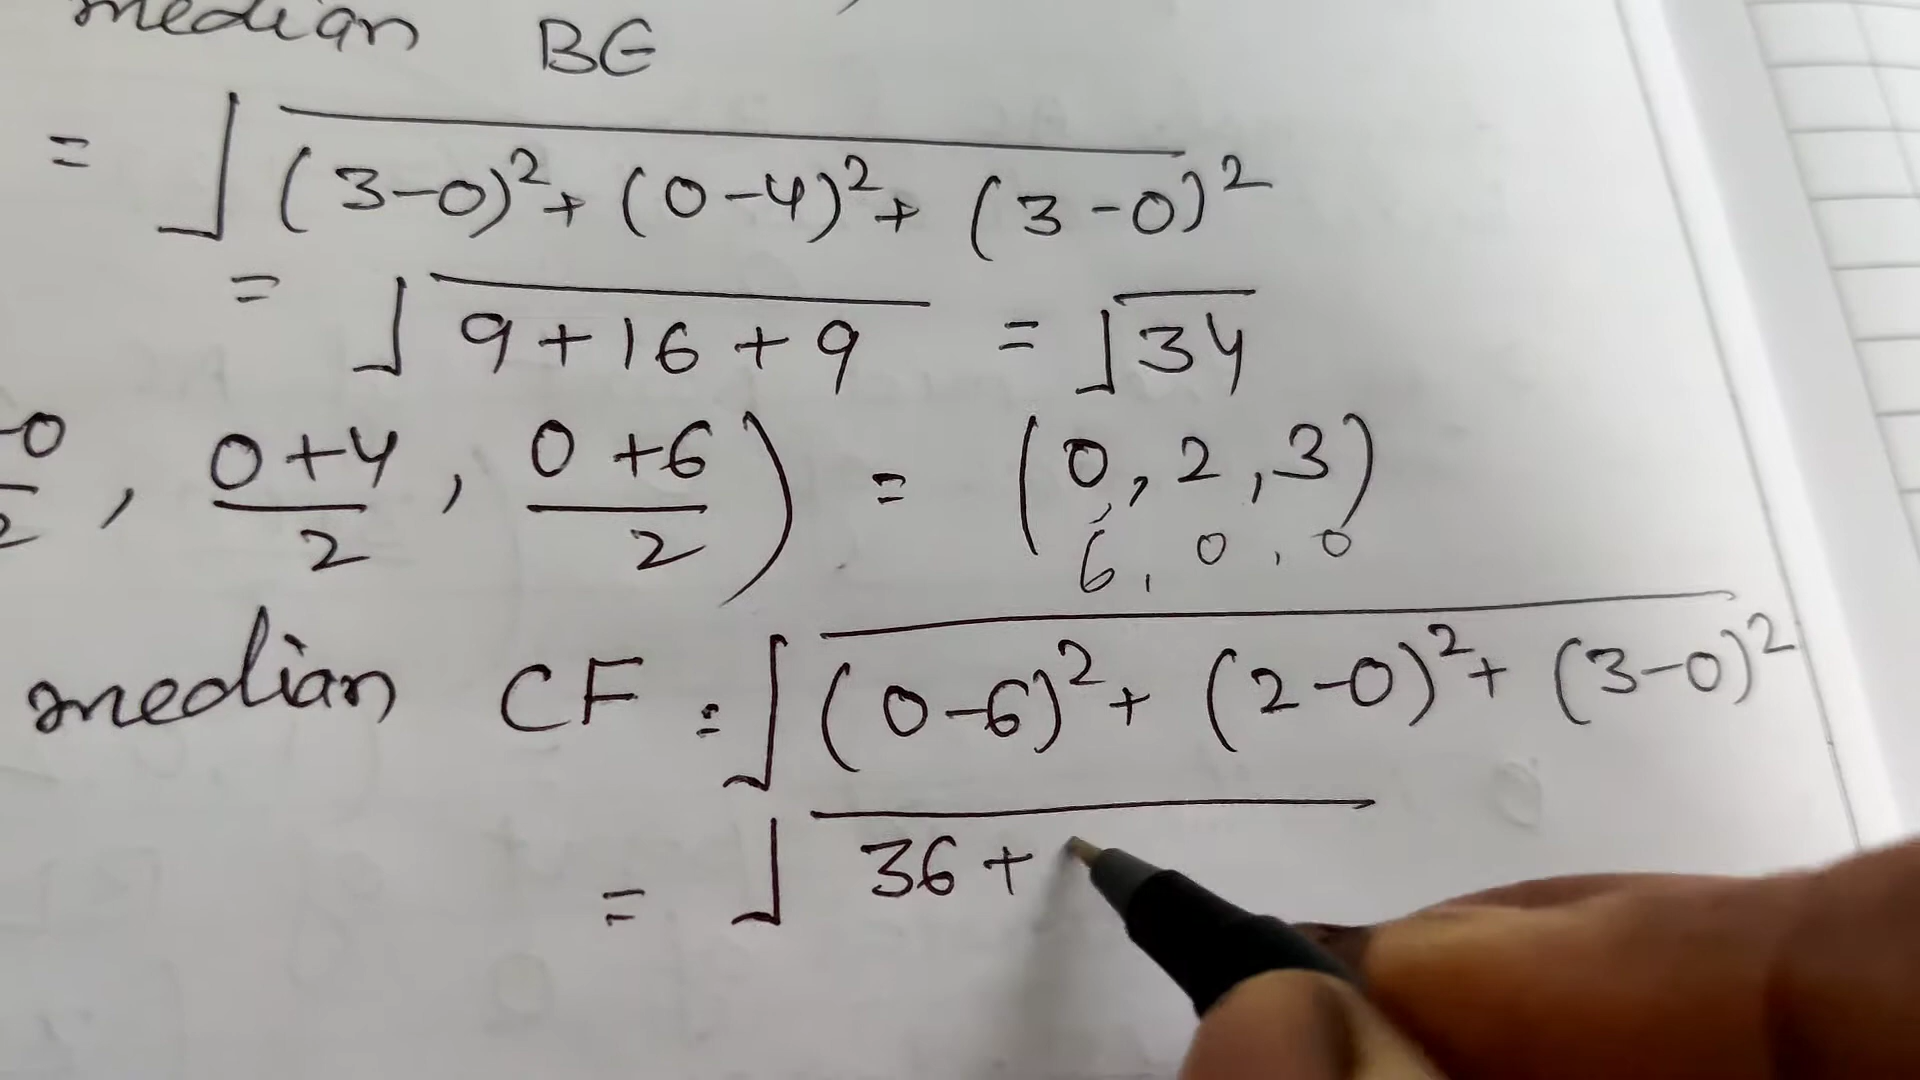 median BE
= √(3-0)²+(0-4)²+(3-0)²
= √9+16+9 = √34
-0/2, 0+4/2, 0+6/2) = (0,2,3)
6,0,0
median CF = √(0-6)²+(2-0)²+(3-0)²
= √36+